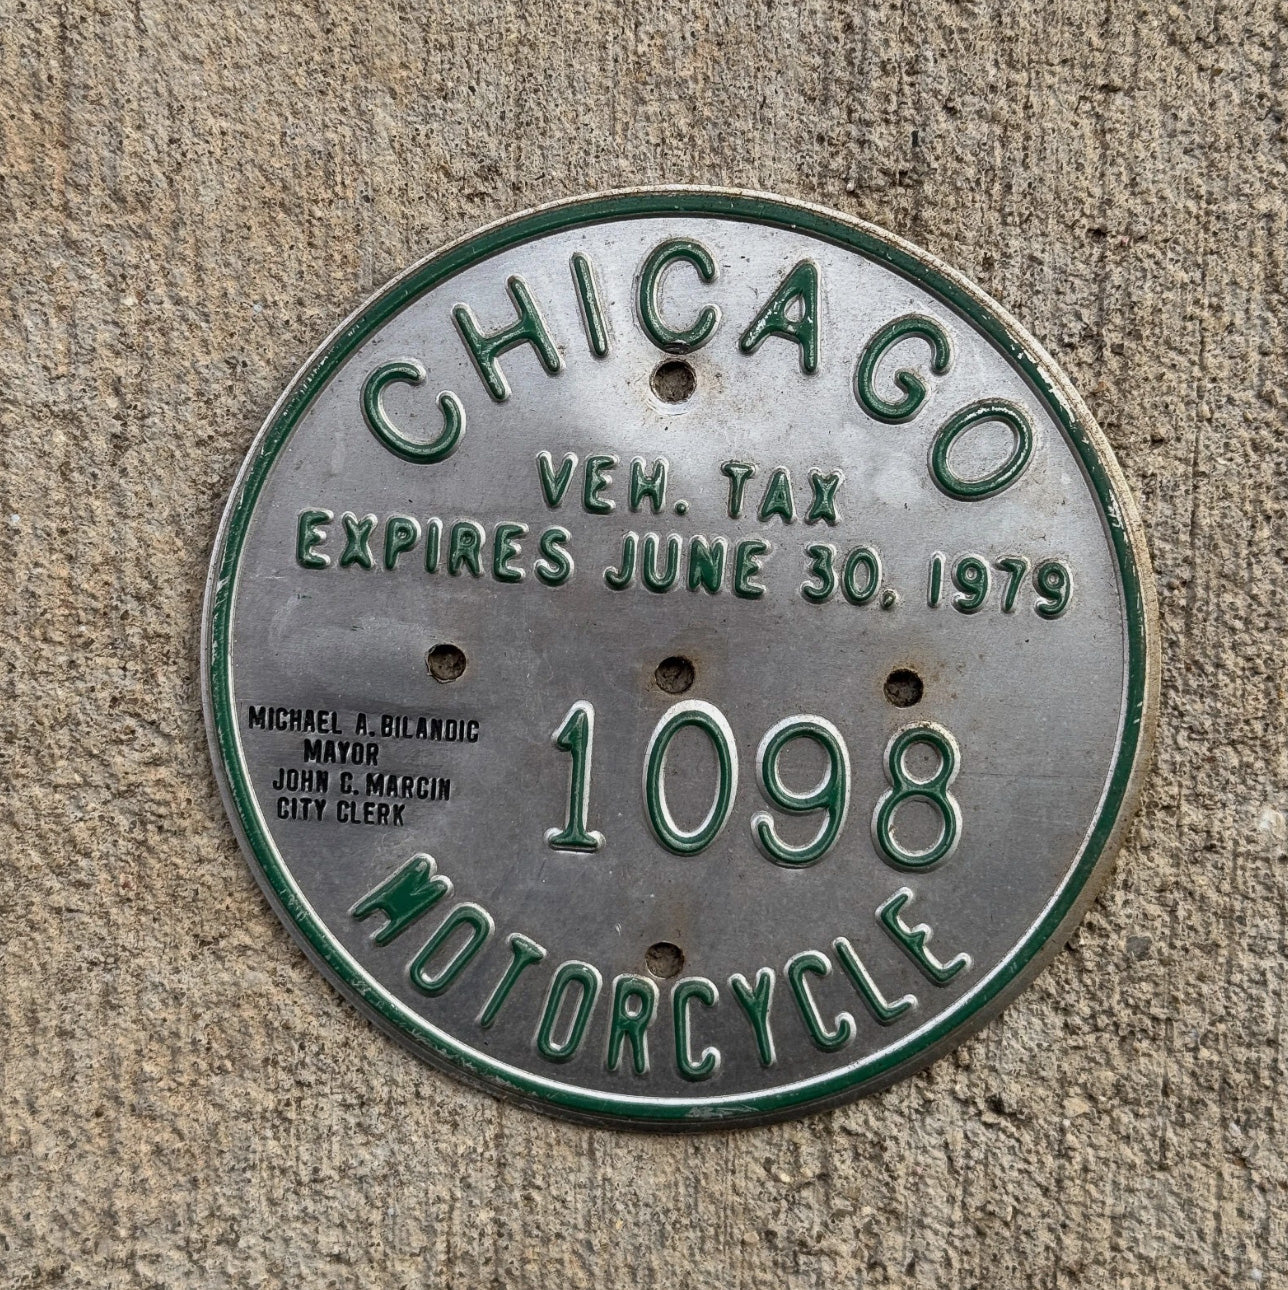 CHICAGO
VEH. TAX
EXPIRES JUNE 30, 1979
MICHAEL A. BILANDIC
MAYOR
JOHN C. MARCIN
CITY CLERK
1098
MOTORCYCLE